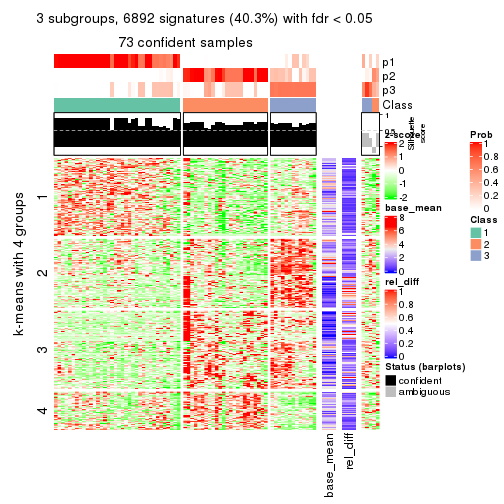 3 subgroups, 6892 signatures (40.3%) with fdr < 0.05
73 confident samples
p1
p2
p3
Class
1
0.5
Silhouette
score
k-means with 4 groups
1
2
3
4
base_mean
rel_diff
z-score
2
1
0
-1
-2
base_mean
8
6
4
2
0
rel_diff
1
0.8
0.6
0.4
0.2
0
Status (barplots)
confident
ambiguous
Prob
1
0.8
0.6
0.4
0.2
0
Class
1
2
3